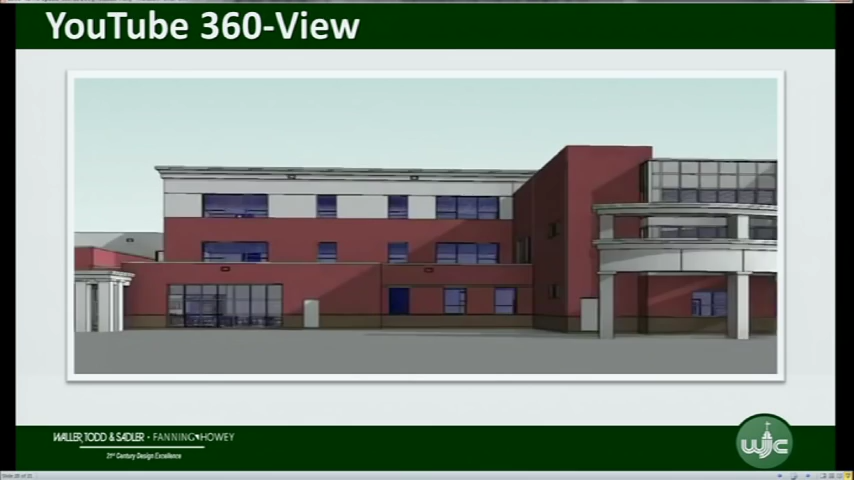 YouTube 360-View
WALLER, TODD & SADLER • FANNING HOWEY
21st Century Design Excellence
WJC